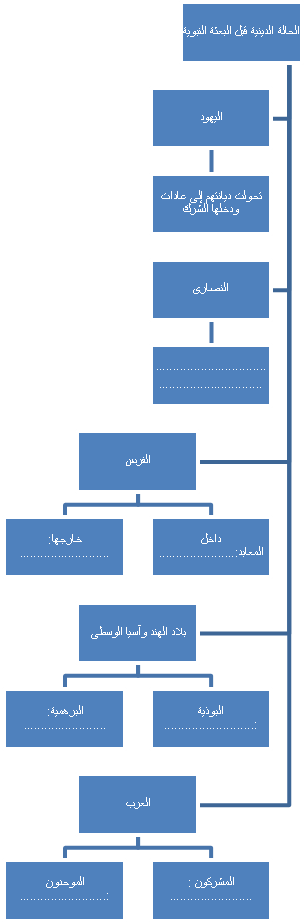 الحالة الدينية قبل البعثة النبوية
اليهود
تحولت ديانتهم إلى عادات
ودخلها الشرك
النصارى
.................................
...............................
الفرس
داخل
المعابد:.......................
خارجها:
...........................
بلاد الهند وآسيا الوسطى
البوذية
:...........................
البرهمية:
.........................
العرب
المشركون :
.........................
الموحدون
:..........................